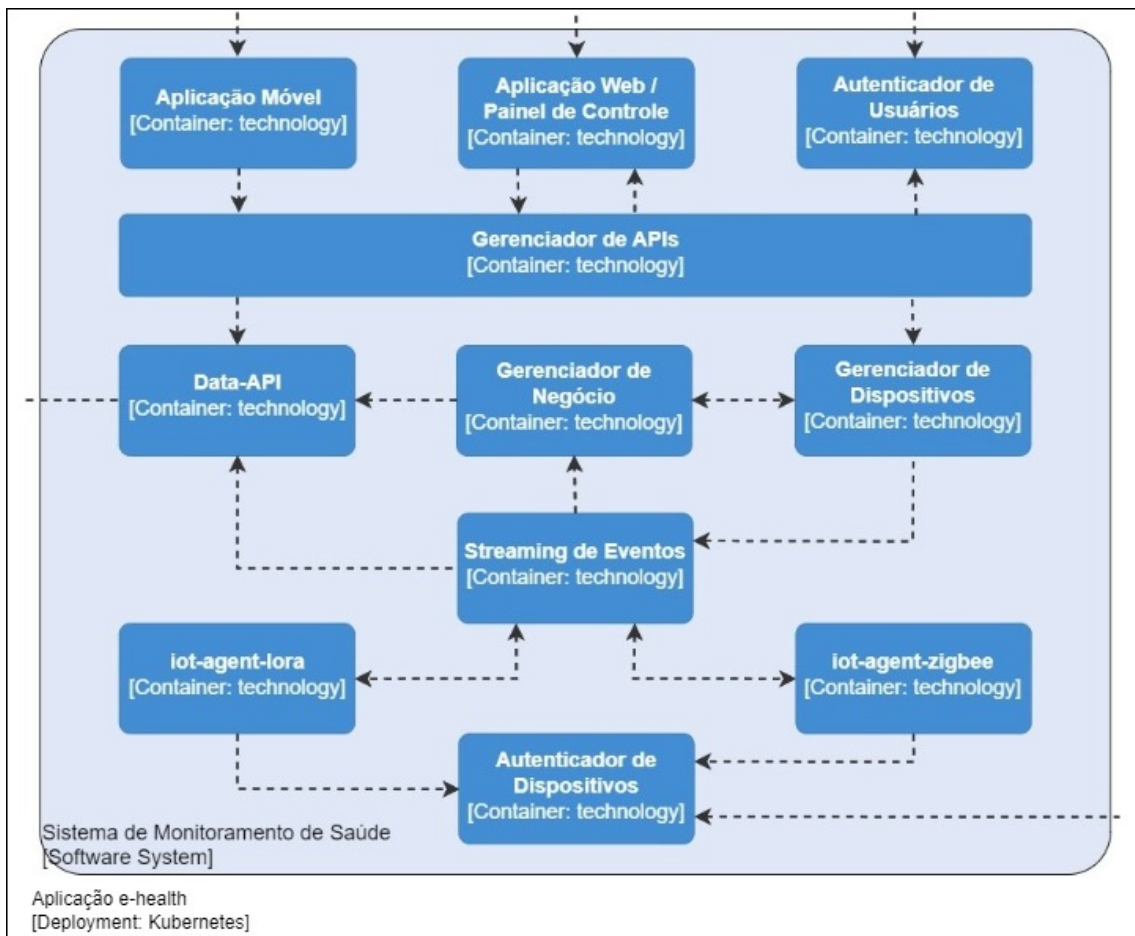 Aplicação Móvel
[Container: technology]
Aplicação Web /
Painel de Controle
[Container: technology]
Autenticador de
Usuários
[Container: technology]
Gerenciador de APIs
[Container: technology]
Data-API
[Container: technology]
Gerenciador de
Negócio
[Container: technology]
Gerenciador de
Dispositivos
[Container: technology]
Streaming de Eventos
[Container: technology]
iot-agent-lora
[Container: technology]
iot-agent-zigbee
[Container: technology]
Autenticador de
Dispositivos
[Container: technology]
Sistema de Monitoramento de Saúde
[Software System]
Aplicação e-health
[Deployment: Kubernetes]